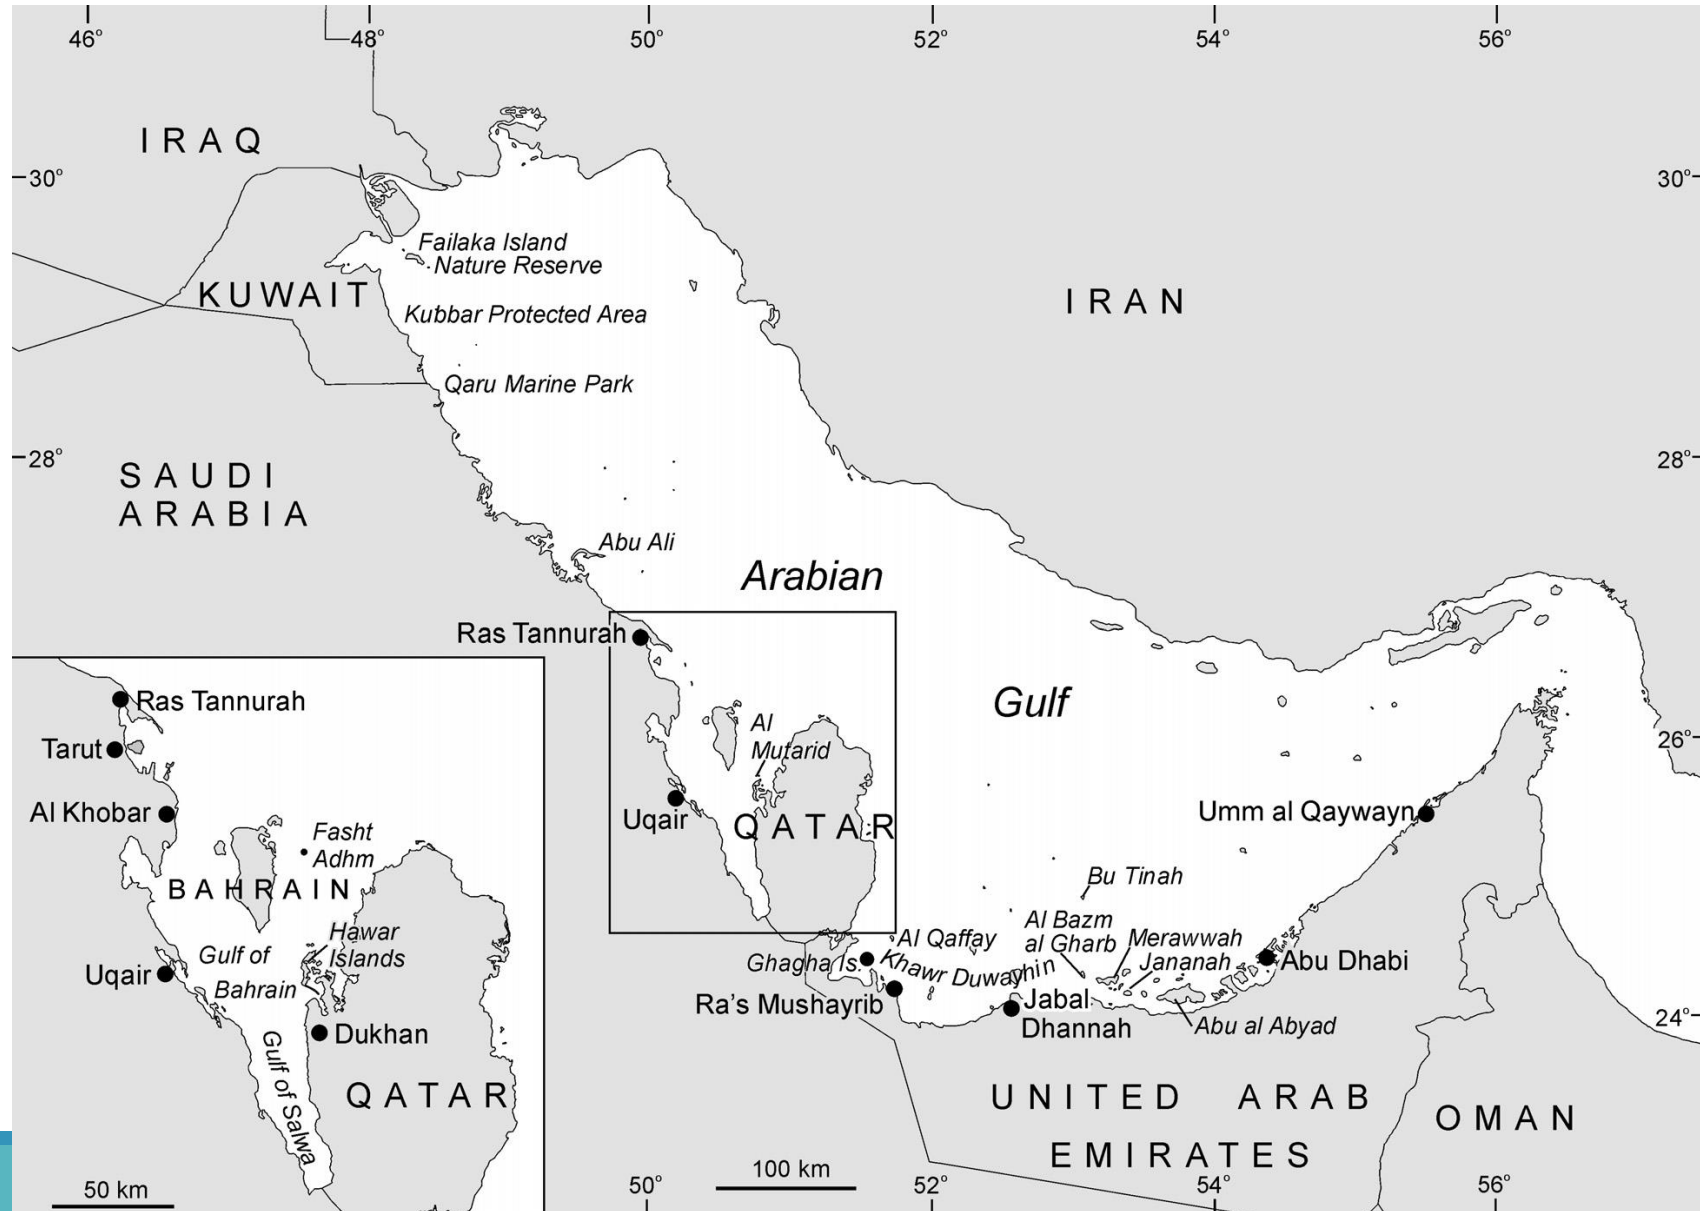 46°
48°
50°
52°
54°
56°
IRAQ
30°
30°
Failaka Island
Nature Reserve
KUWAIT
IRAN
Kubbar Protected Area
Qaru Marine Park
28°
28°
SAUDI
ARABIA
Abu Ali
Arabian
Ras Tannurah
Gulf
Al
Mutarid
26°
Uqair
QATAR
Umm al Qaywayn
Bu Tinah
Al Bazm
al Gharb
Al Qaffay
Merawwah
Jananah
Ghagha Is.
Khawr Duwayhin
Abu Dhabi
Ra's Mushayrib
Jabal
Dhannah
Abu al Abyad
24°
UNITED ARAB
EMIRATES
OMAN
100 km
50°
52°
54°
56°
Ras Tannurah
Tarut
Al Khobar
Fasht
Adhm
BAHRAIN
Hawar
Islands
Gulf of
Bahrain
Uqair
Dukhan
Gulf of Salwa
QATAR
50 km